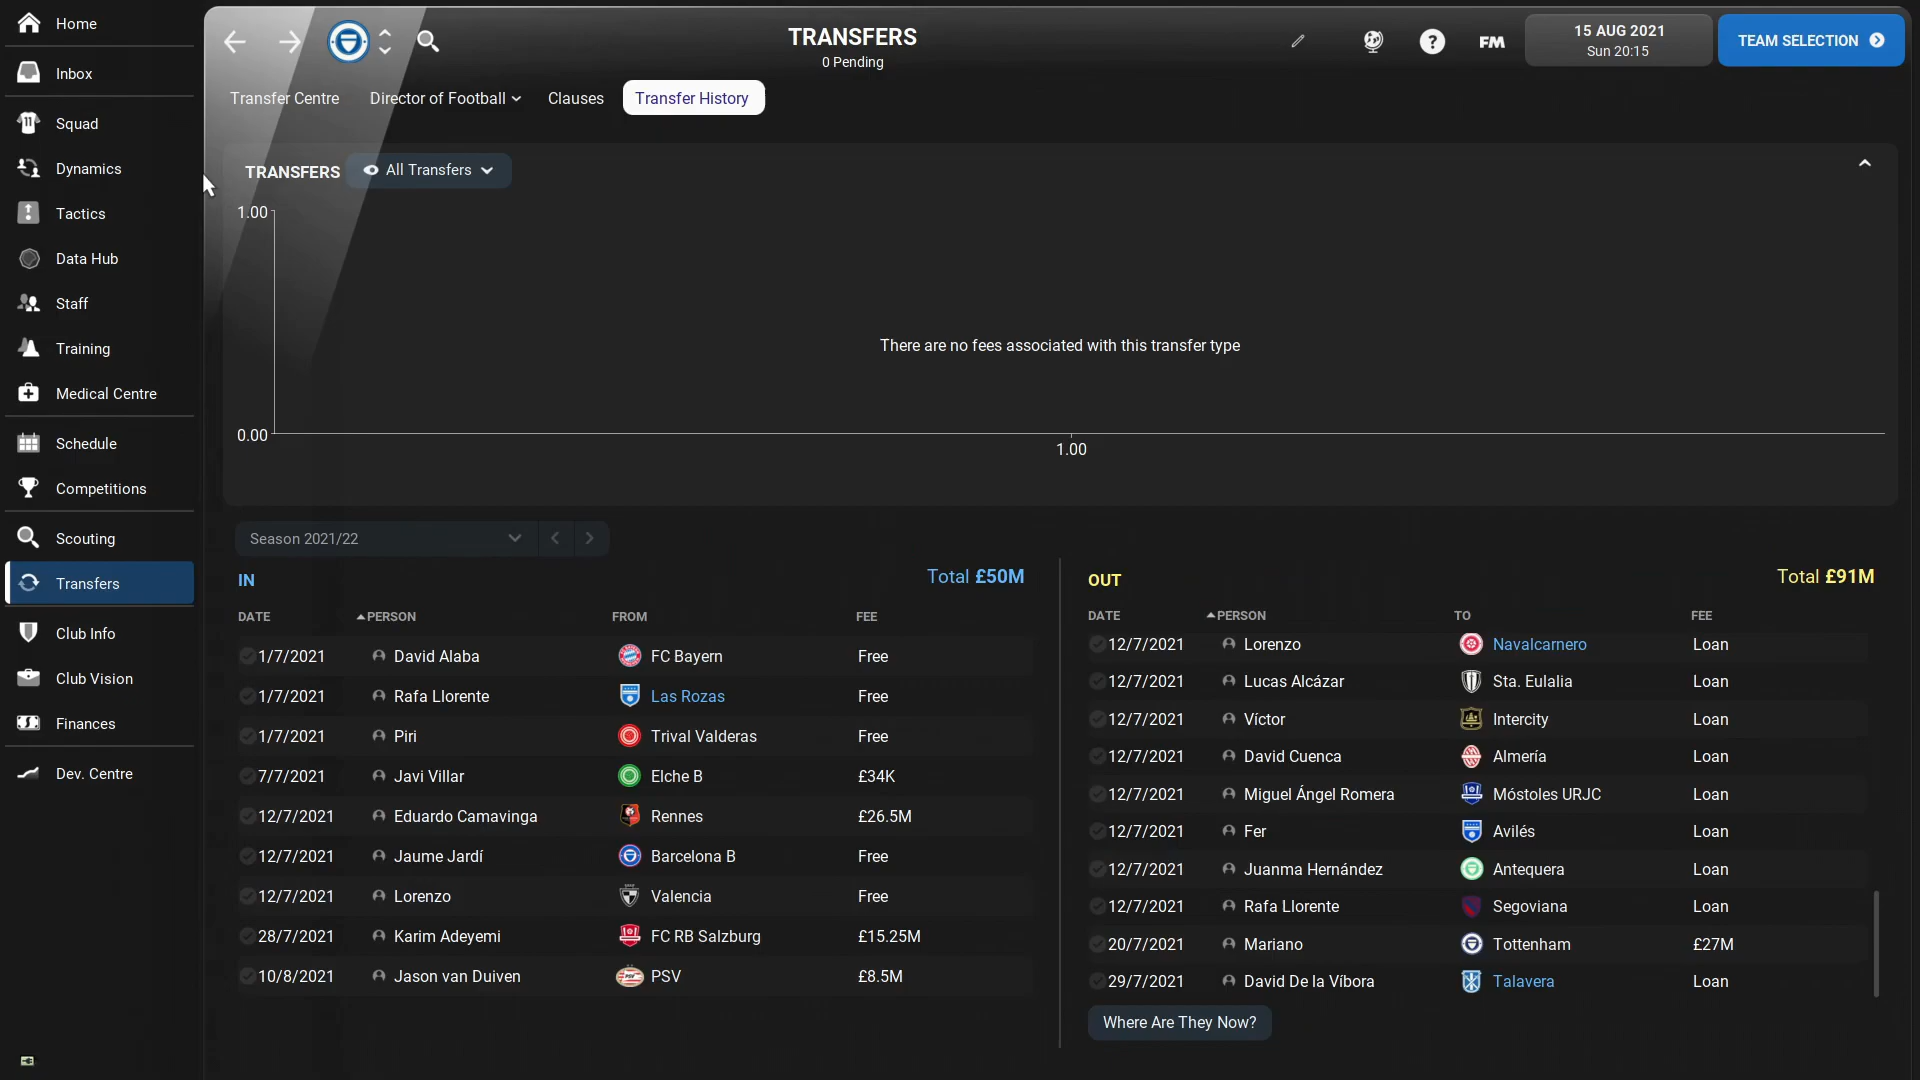 Home
Inbox
Squad
Dynamics
Tactics
Data Hub
Staff
Training
Medical Centre
Schedule
Competitions
Scouting
Transfers
Club Info
Club Vision
Finances
Dev. Centre
TRANSFERS
0 Pending
FM
15 AUG 2021
Sun 20:15
TEAM SELECTION
Transfer Centre Director of Football Clauses Transfer History
TRANSFERS All Transfers
1.00
There are no fees associated with this transfer type
0.00
1.00
Season 2021/22
IN Total £50M
DATE PERSON FROM FEE
1/7/2021 David Alaba FC Bayern Free
1/7/2021 Rafa Llorente Las Rozas Free
1/7/2021 Piri Trival Valderas Free
7/7/2021 Javi Villar Elche B £34K
12/7/2021 Eduardo Camavinga Rennes £26.5M
12/7/2021 Jaume Jardí Barcelona B Free
12/7/2021 Lorenzo Valencia Free
28/7/2021 Karim Adeyemi FC RB Salzburg £15.25M
10/8/2021 Jason van Duiven PSV £8.5M
OUT Total £91M
DATE PERSON TO FEE
12/7/2021 Lorenzo Navalcarnero Loan
12/7/2021 Lucas Alcázar Sta. Eulalia Loan
12/7/2021 Víctor Intercity Loan
12/7/2021 David Cuenca Almería Loan
12/7/2021 Miguel Ángel Romera Móstoles URJC Loan
12/7/2021 Fer Avilés Loan
12/7/2021 Juanma Hernández Antequera Loan
12/7/2021 Rafa Llorente Segoviana Loan
20/7/2021 Mariano Tottenham £27M
29/7/2021 David De la Víbora Talavera Loan
Where Are They Now?